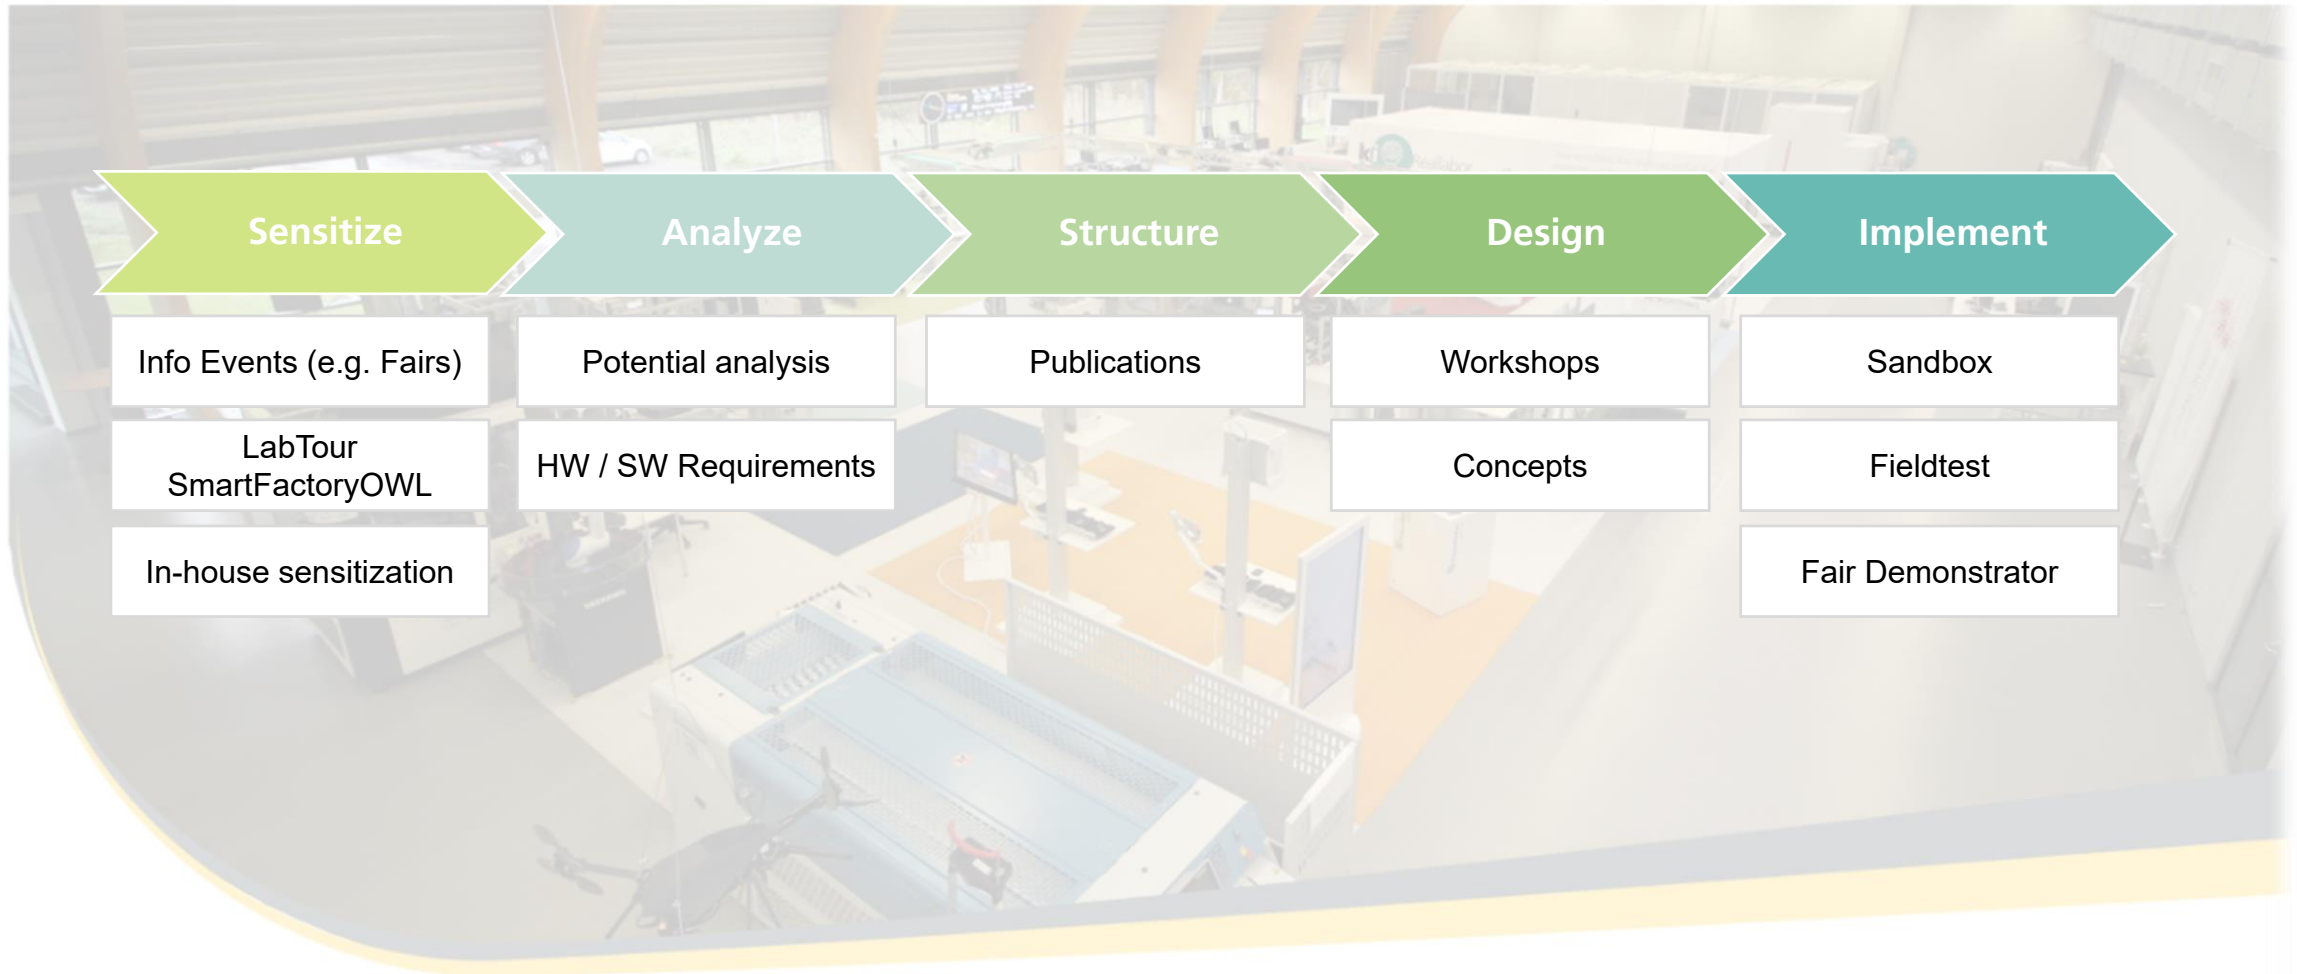 Sensitize
Analyze
Structure
Design
Implement
Info Events (e.g. Fairs)
Potential analysis
Publications
Workshops
Sandbox
LabTour
SmartFactoryOWL
HW / SW Requirements
Concepts
Fieldtest
In-house sensitization
Fair Demonstrator